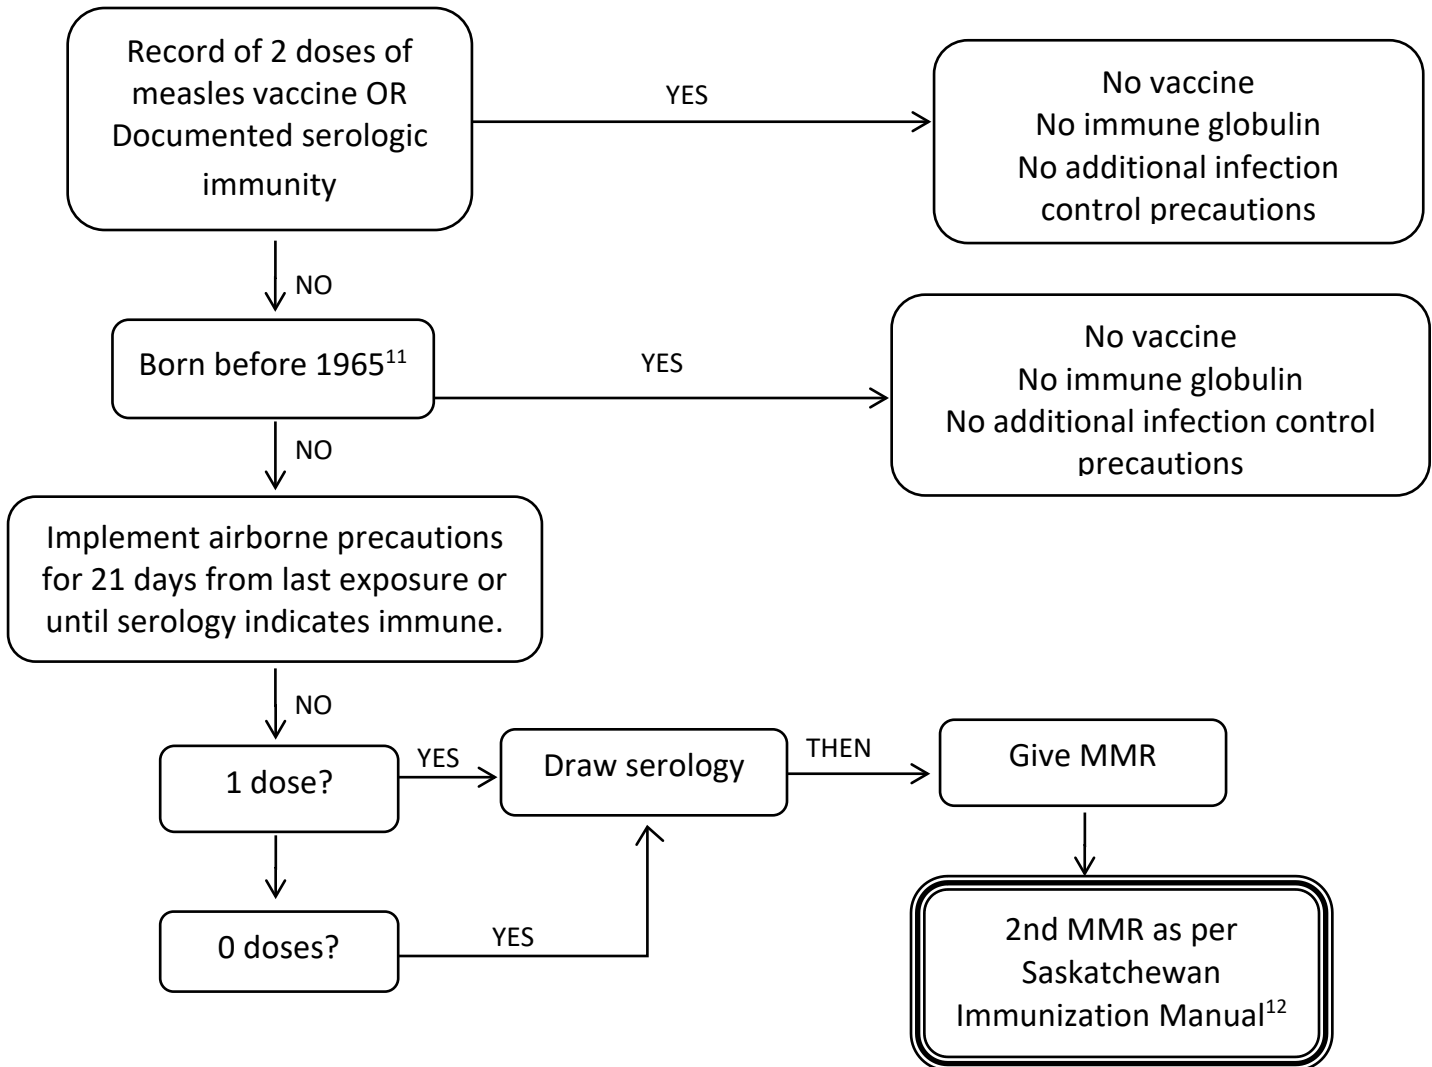 Record of 2 doses of
measles vaccine OR
Documented serologic
immunity
YES
No vaccine
No immune globulin
No additional infection
control precautions
NO
Born before 1965¹¹
YES
No vaccine
No immune globulin
No additional infection control
precautions
NO
Implement airborne precautions
for 21 days from last exposure or
until serology indicates immune.
NO
1 dose?
YES
Draw serology
THEN
Give MMR
0 doses?
YES
2nd MMR as per
Saskatchewan
Immunization Manual¹²